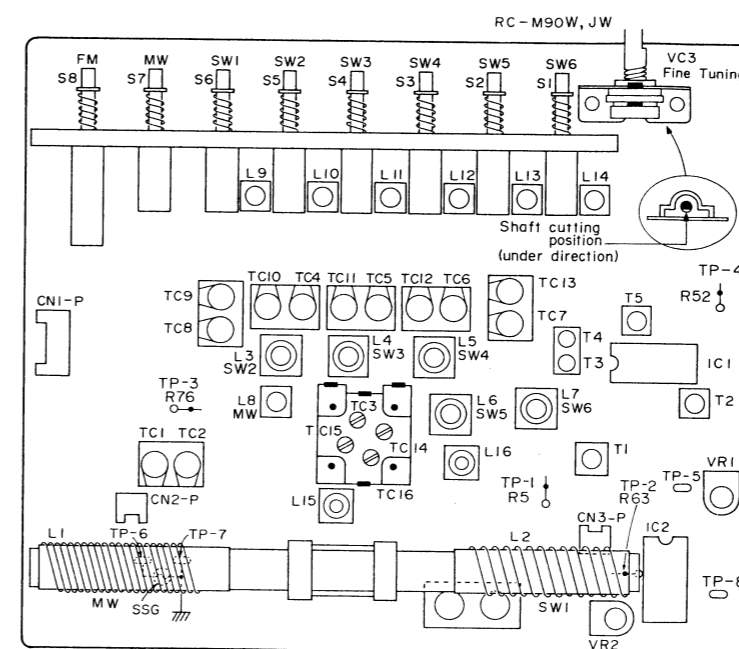 RC-M90W, JW
FM MW SW1 SW2 SW3 SW4 SW5 SW6
S8 S7 S6 S5 S4 S3 S2 S1
VC3
Fine Tuning
L9 L10 L11 L12 L13 L14
Shaft cutting
position
(under direction)
TP-4
R52
CN1-P
TC9
TC8
TC10 TC4 TC11 TC5 TC12 TC6
TC13
TC7
T5
T4
T3
IC1
L3
SW2
L4
SW3
L5
SW4
TP-3
R76
L8
MW
TC3
TC15
TC14
TC16
L6
SW5
L7
SW6
T2
TC1 TC2
L16
T1
TP-1
R5
TP-2
R63
TP-5
VR1
CN2-P
L15
CN3-P
IC2
L1
TP-6
TP-7
L2
MW
SSG
SW1
TP-8
VR2